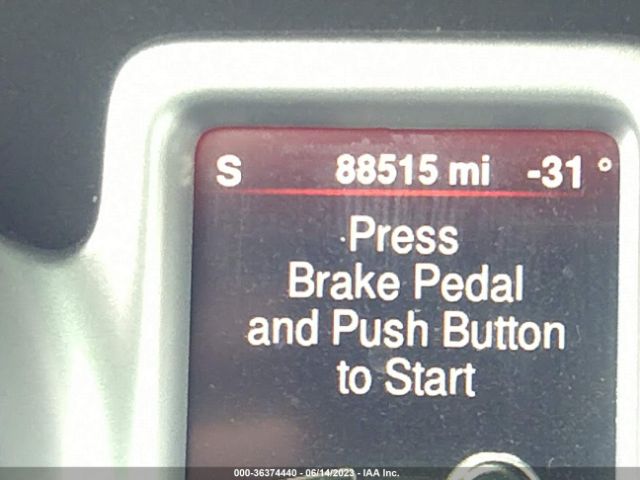 S 88515 mi -31 °
Press
Brake Pedal
and Push Button
to Start
000-36374440 - 06/14/2023 - IAA Inc.